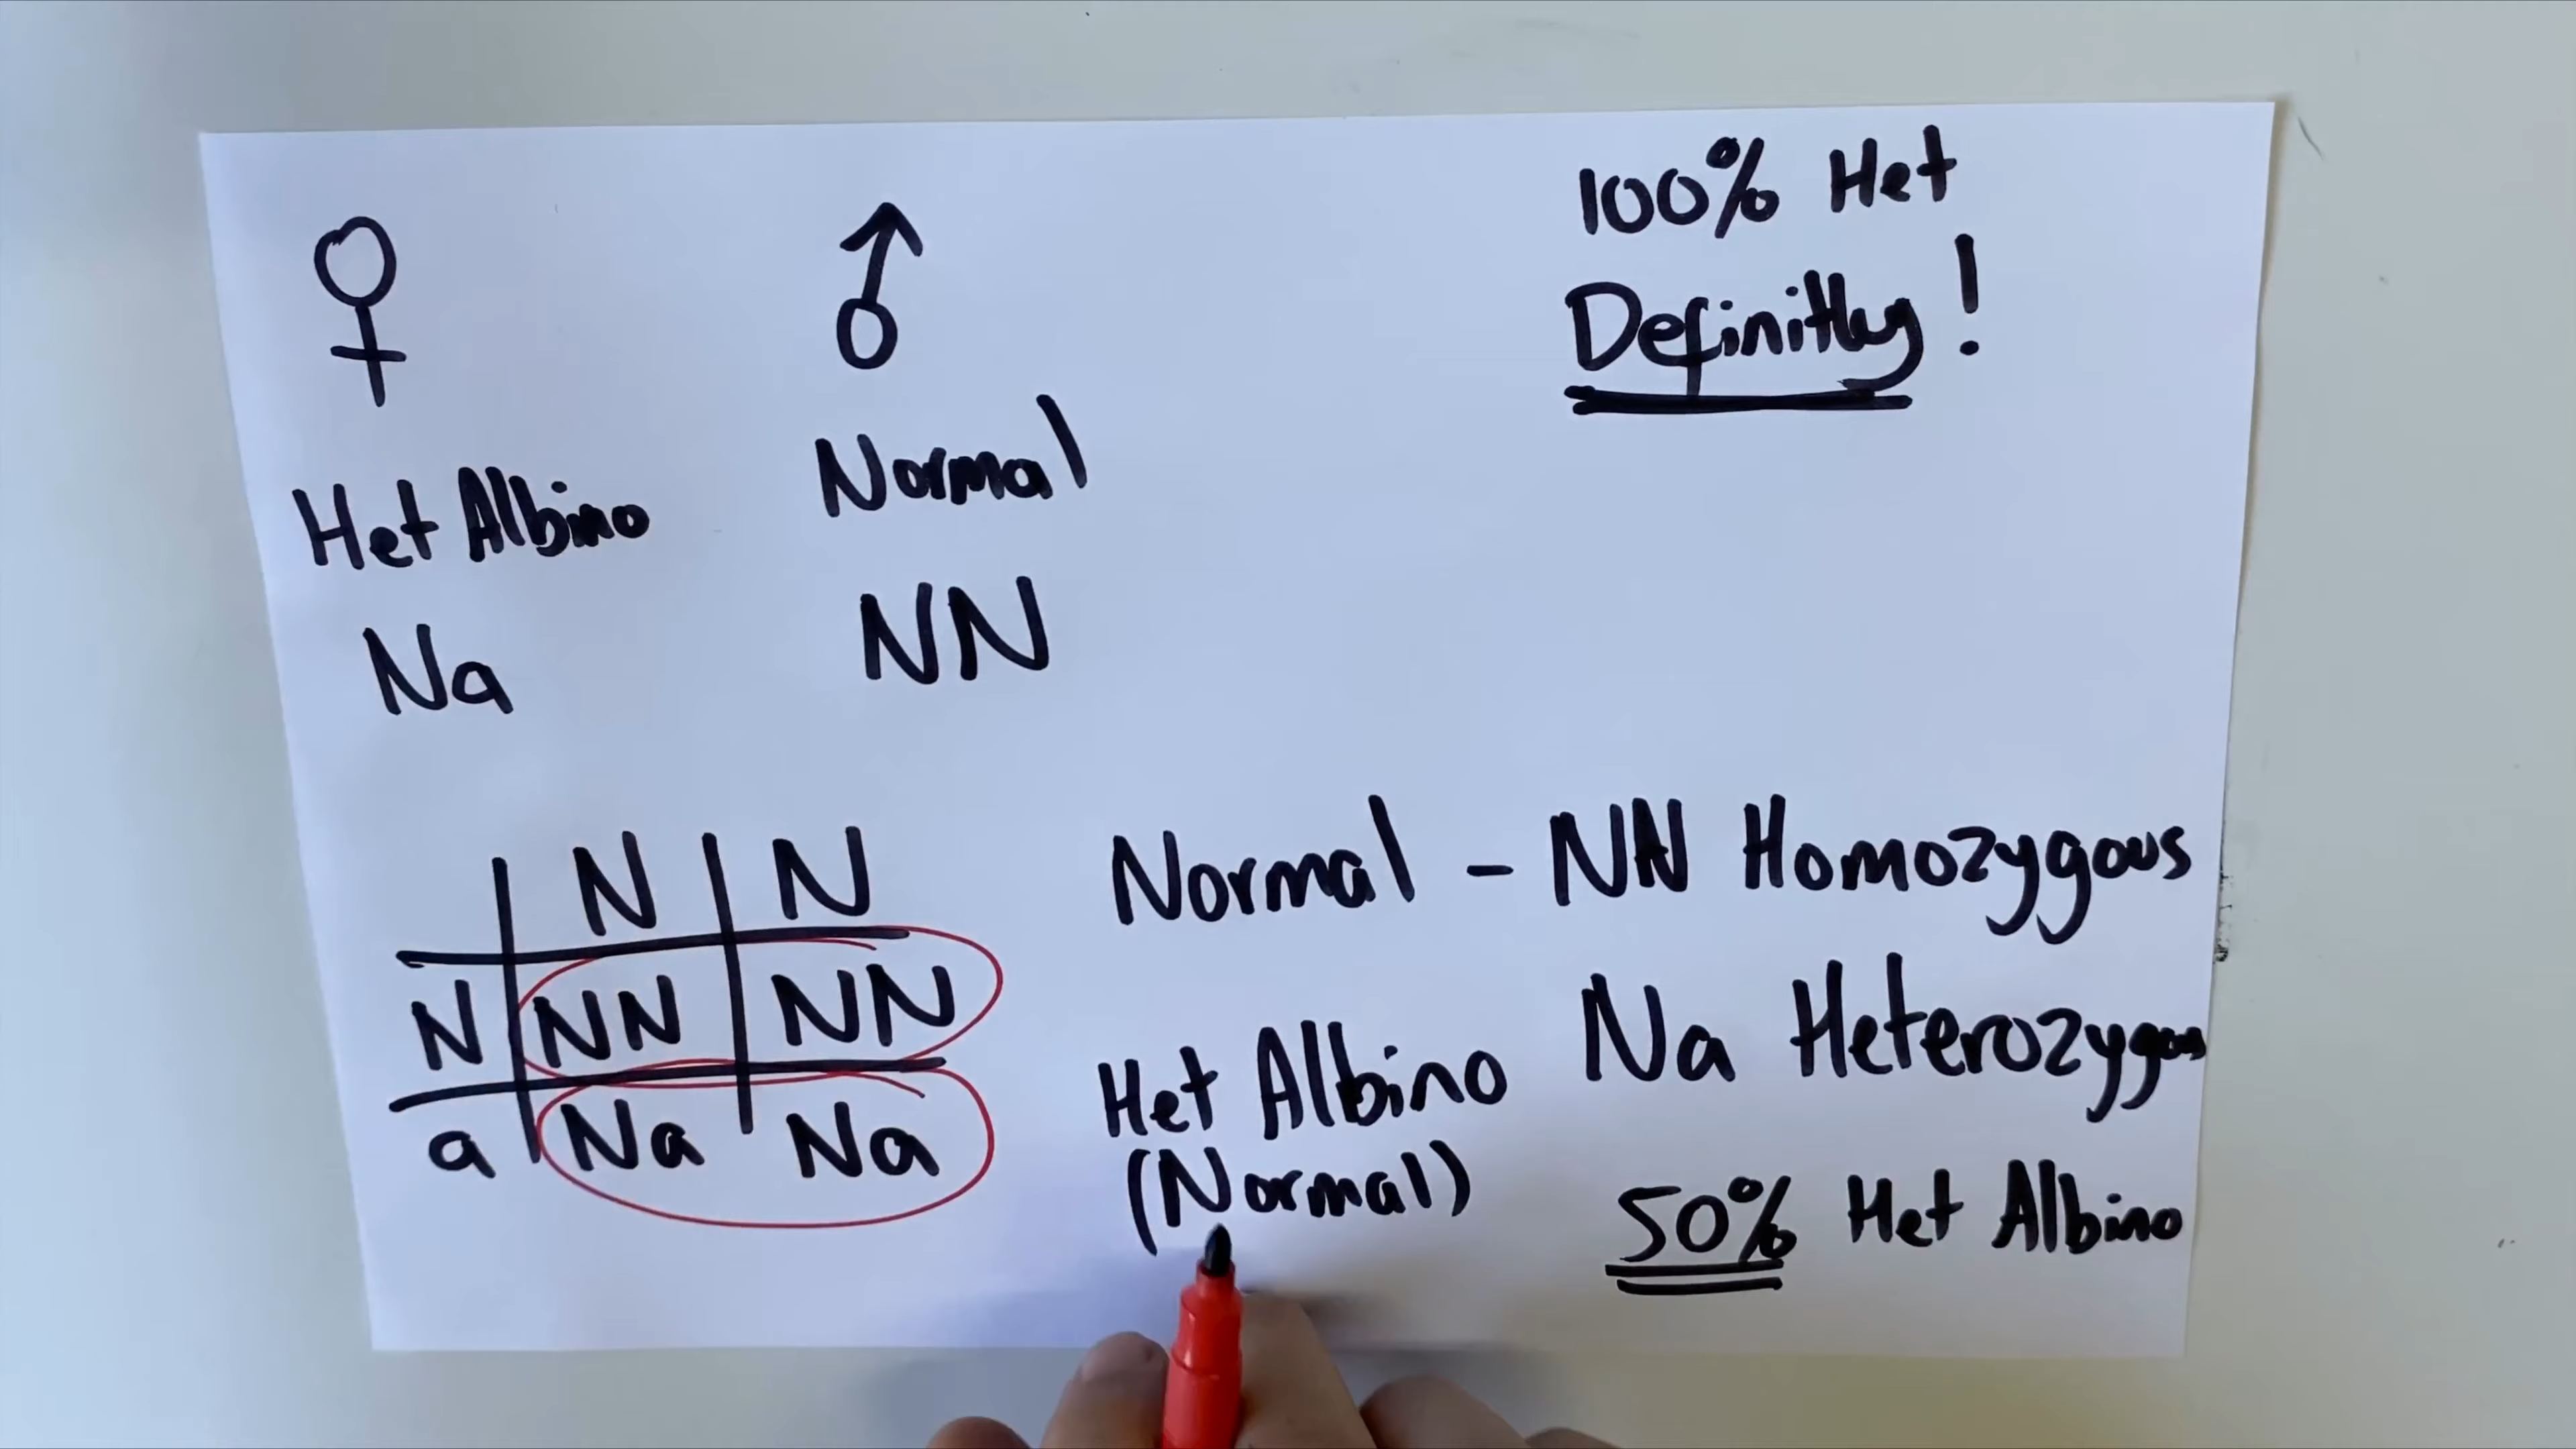 100% Het
Definitly!
Het Albino
Normal
Na
NN
N N
N NN NN
a Na Na
Normal - NN Homozygous
Het Albino
(Normal)
Na Heterozygous
50% Het Albino